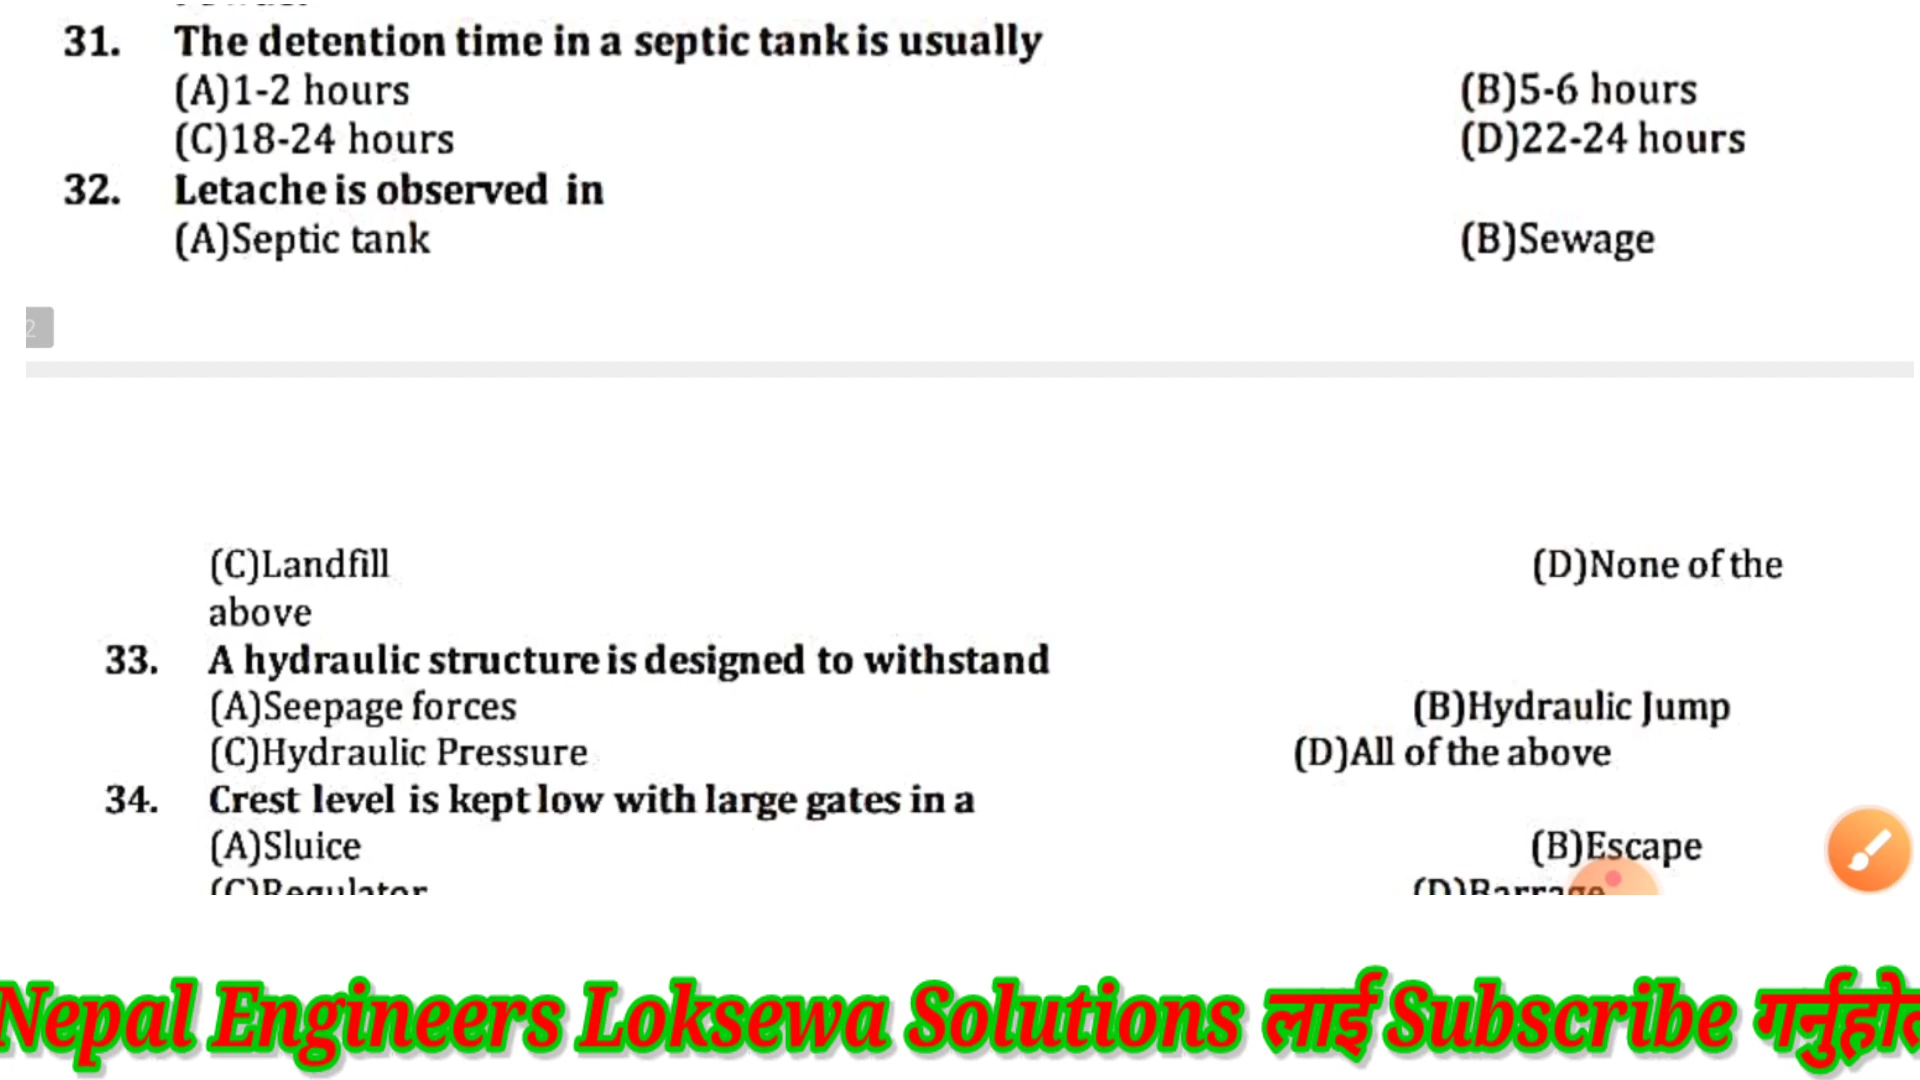 31. The detention time in a septic tank is usually
(A)1-2 hours (B)5-6 hours
(C)18-24 hours (D)22-24 hours
32. Letache is observed in
(A)Septic tank (B)Sewage
2
(C)Landfill (D)None of the
above
33. A hydraulic structure is designed to withstand
(A)Seepage forces (B)Hydraulic Jump
(C)Hydraulic Pressure (D)All of the above
34. Crest level is kept low with large gates in a
(A)Sluice (B)Escape
(C)Regulator (D)Barrage
Nepal Engineers Loksewa Solutions लाई Subscribe